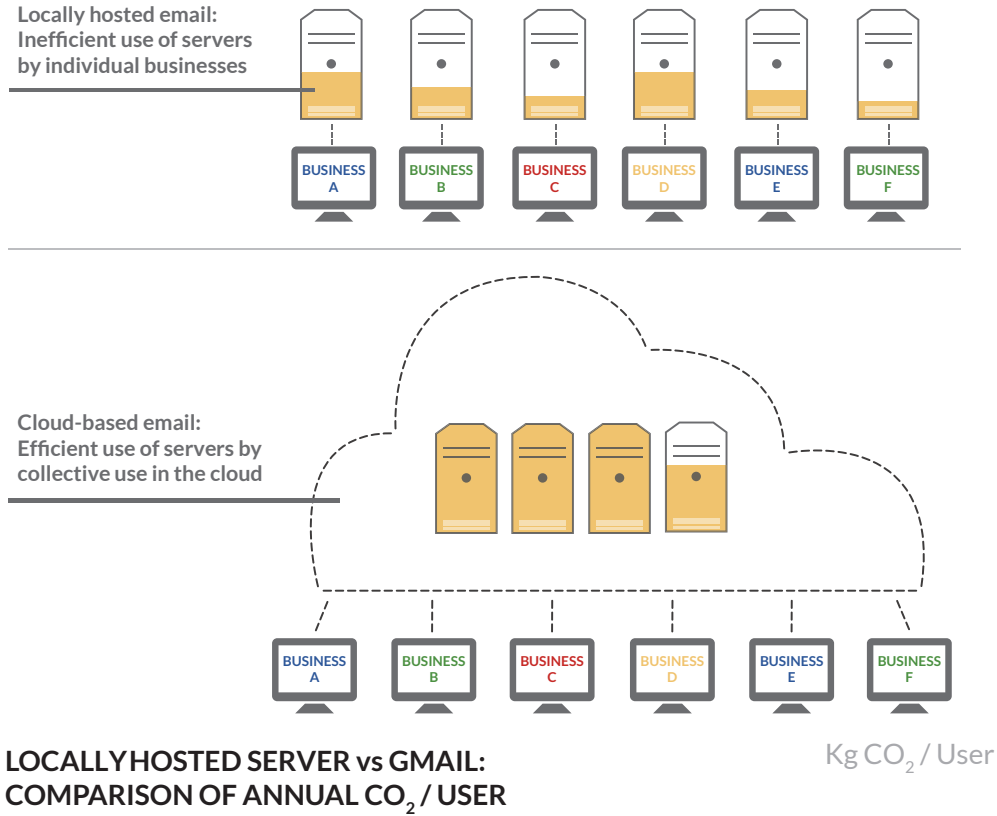 Locally hosted email:
Inefficient use of servers
by individual businesses
BUSINESS
A
BUSINESS
B
BUSINESS
C
BUSINESS
D
BUSINESS
E
BUSINESS
F
Cloud-based email:
Efficient use of servers by
collective use in the cloud
BUSINESS
A
BUSINESS
B
BUSINESS
C
BUSINESS
D
BUSINESS
E
BUSINESS
F
LOCALLY HOSTED SERVER vs GMAIL:
COMPARISON OF ANNUAL CO₂ / USER
Kg CO₂ / User